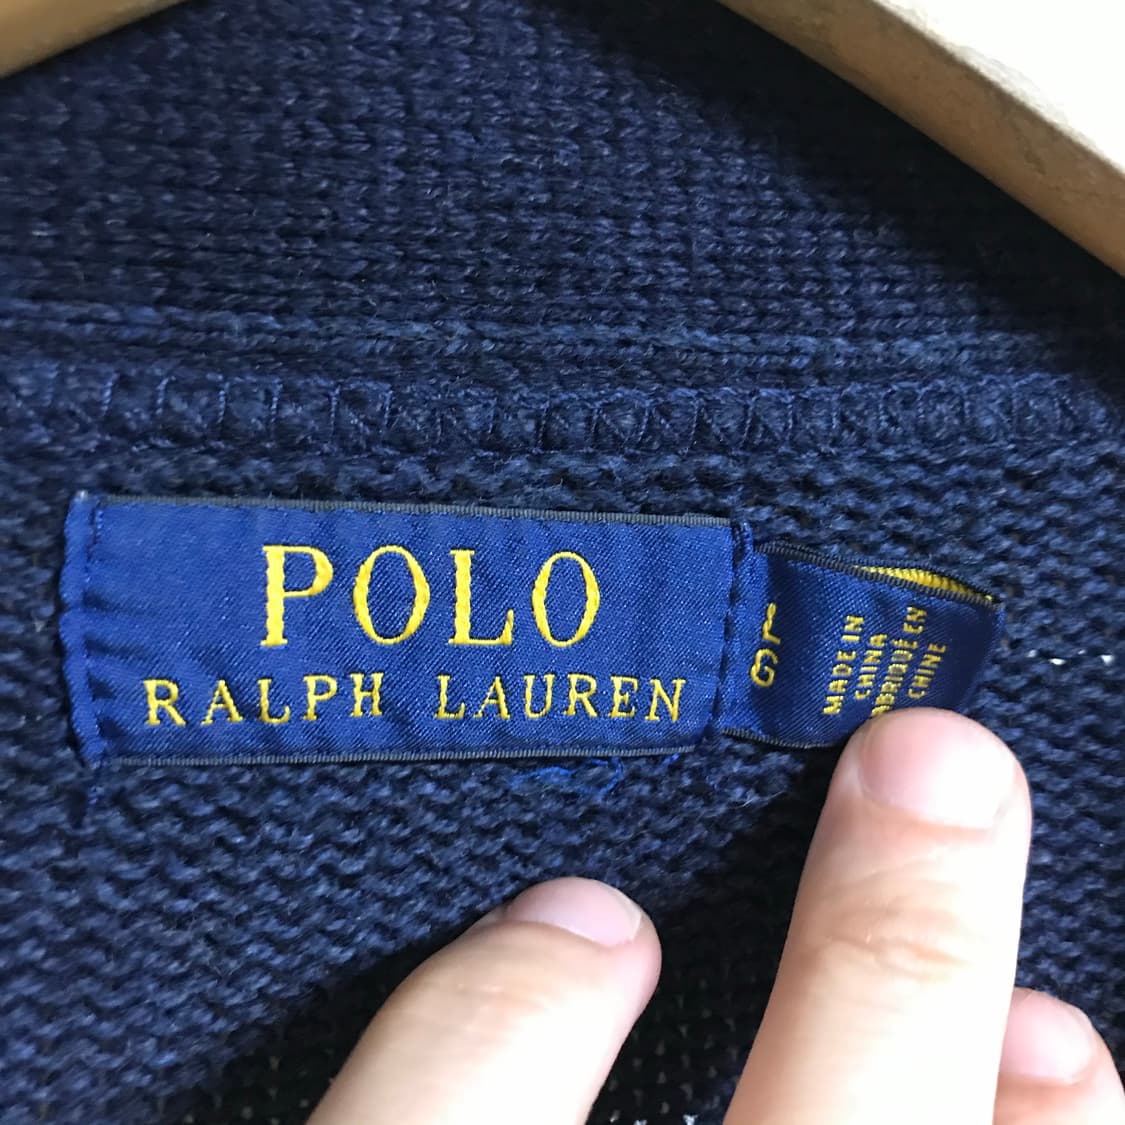 POLO
RALPH LAUREN
L
G
MADE IN
CHINA
FABRIQUÉ EN
CHINE